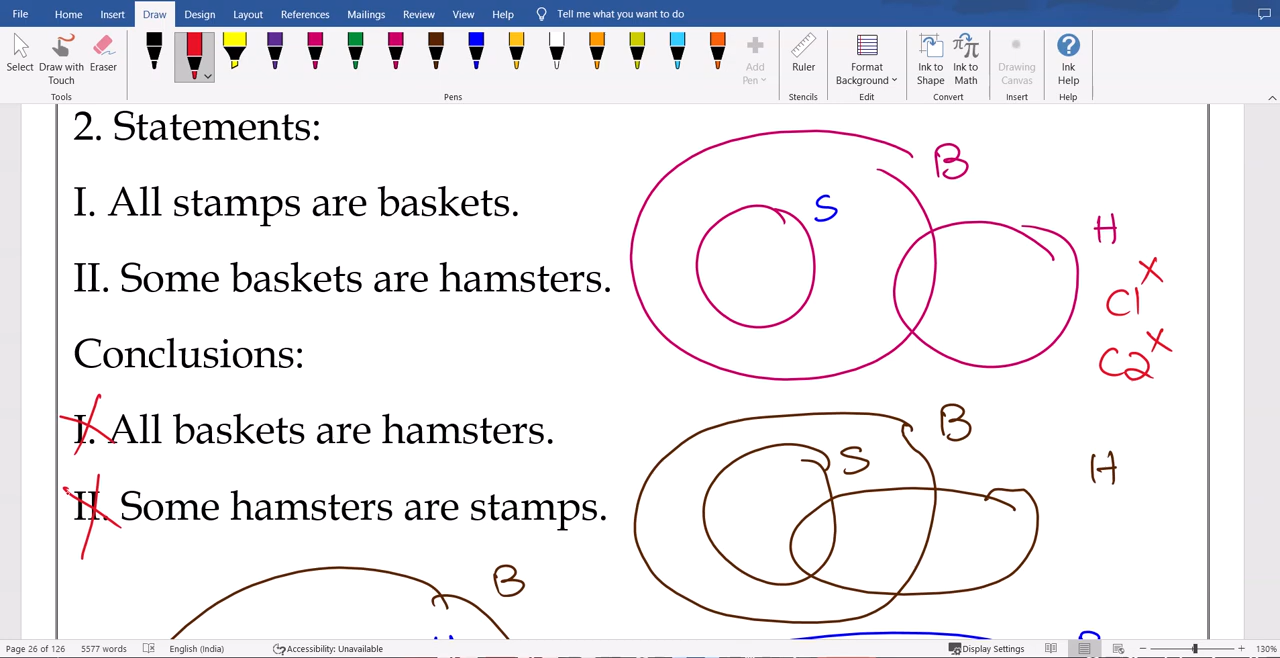 File Home Insert Draw Design Layout References Mailings Review View Help Tell me what you want to do
Select Draw with Touch Eraser Add Pen Ruler Format Background Ink to Shape Ink to Math Drawing Canvas Ink Help
Tools Pens Stencils Edit Convert Insert Help
2. Statements:
I. All stamps are baskets.
II. Some baskets are hamsters.
Conclusions:
I. All baskets are hamsters.
II. Some hamsters are stamps.
B
S
H
C1 X
C2 X
B
S
H
B
Page 26 of 126 5577 words English (India) Accessibility: Unavailable Display Settings 130%